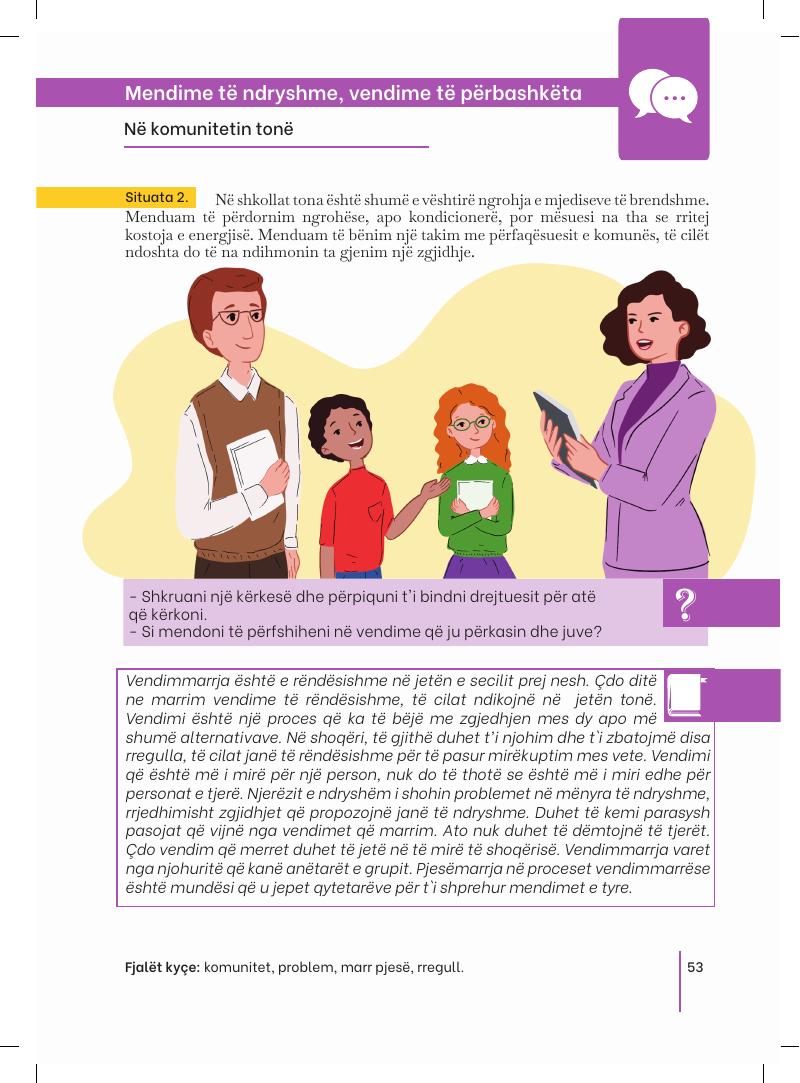 Mendime të ndryshme, vendime të përbashkëta
Në komunitetin tonë
Situata 2. Në shkollat tona është shumë e vështirë ngrohja e mjediseve të brendshme.
Menduam të përdornim ngrohëse, apo kondicionerë, por mësuesi na tha se rritej
kostoja e energjisë. Menduam të bënim një takim me përfaqësuesit e komunës, të cilët
ndoshta do të na ndihmonin ta gjenim një zgjidhje.
- Shkruani një kërkesë dhe përpiquni t'i bindni drejtuesit për atë
që kërkoni.
- Si mendoni të përfshiheni në vendime që ju përkasin dhe juve?
?
Vendimmarrja është e rëndësishme në jetën e secilit prej nesh. Çdo ditë
ne marrim vendime të rëndësishme, të cilat ndikojnë në jetën tonë.
Vendimi është një proces që ka të bëjë me zgjedhjen mes dy apo më
shumë alternativave. Në shoqëri, të gjithë duhet t’i njohim dhe t`i zbatojmë disa
rregulla, të cilat janë të rëndësishme për të pasur mirëkuptim mes vete. Vendimi
që është më i mirë për një person, nuk do të thotë se është më i miri edhe për
personat e tjerë. Njerëzit e ndryshëm i shohin problemet në mënyra të ndryshme,
rrjedhimisht zgjidhjet që propozojnë janë të ndryshme. Duhet të kemi parasysh
pasojat që vijnë nga vendimet që marrim. Ato nuk duhet të dëmtojnë të tjerët.
Çdo vendim që merret duhet të jetë në të mirë të shoqërisë. Vendimmarrja varet
nga njohuritë që kanë anëtarët e grupit. Pjesëmarrja në proceset vendimmarrëse
është mundësi që u jepet qytetarëve për t`i shprehur mendimet e tyre.
Fjalët kyçe: komunitet, problem, marr pjesë, rregull.
53